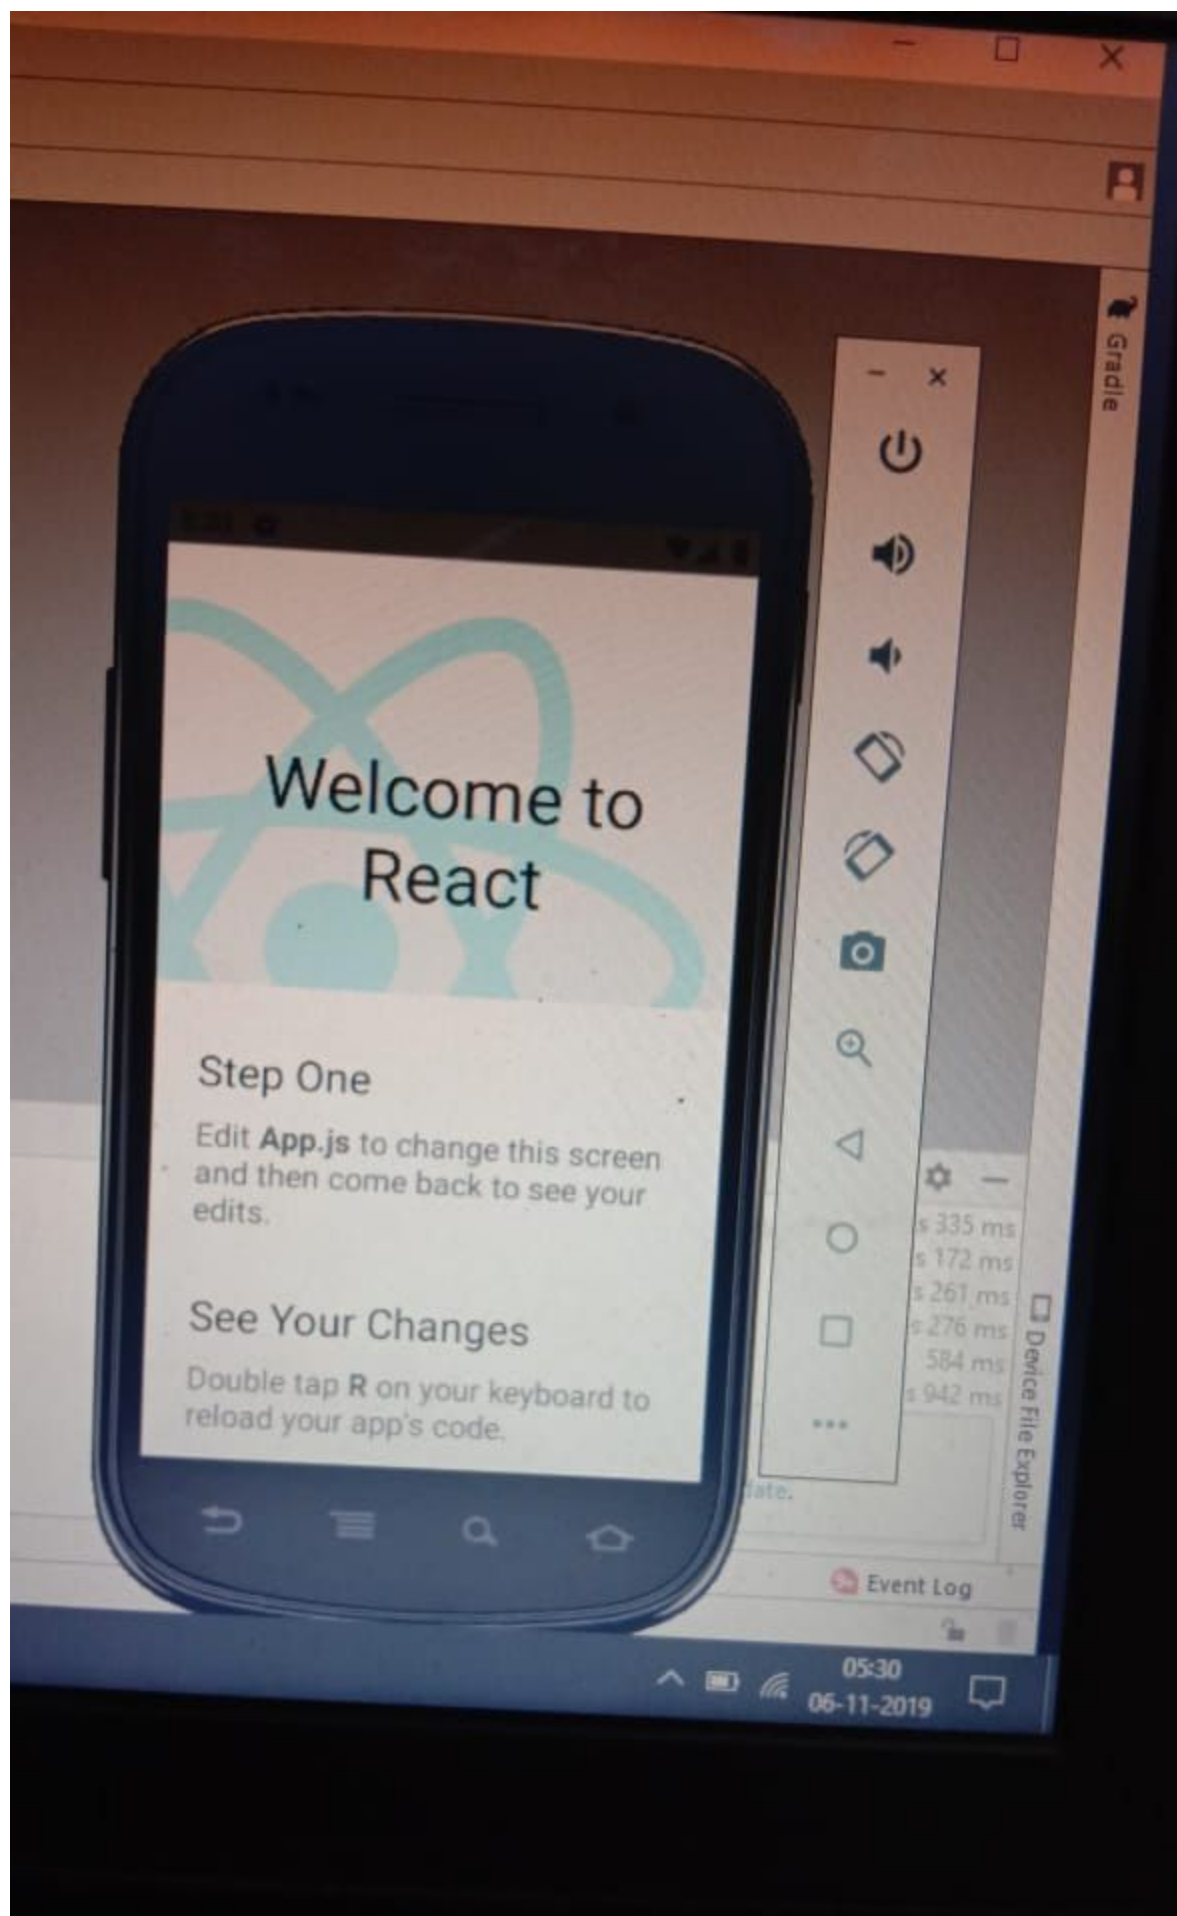 Gradle
Welcome to
React
Step One
Edit App.js to change this screen
and then come back to see your
edits.
See Your Changes
Double tap R on your keyboard to
reload your app's code.
s 335 ms
s 172 ms
s 261 ms
s 276 ms
584 ms
s 942 ms
date.
Device File Explorer
Event Log
05:30
06-11-2019